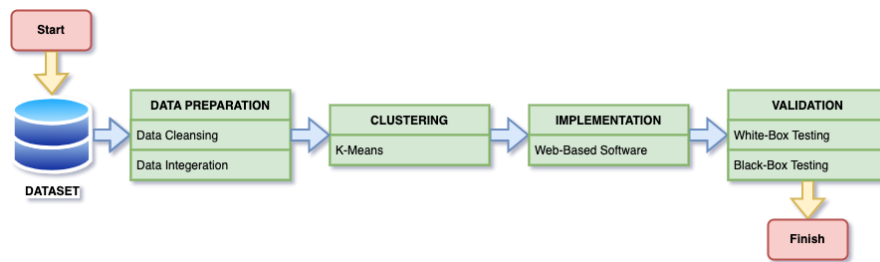 Start
DATASET
DATA PREPARATION
Data Cleansing
Data Integeration
CLUSTERING
K-Means
IMPLEMENTATION
Web-Based Software
VALIDATION
White-Box Testing
Black-Box Testing
Finish